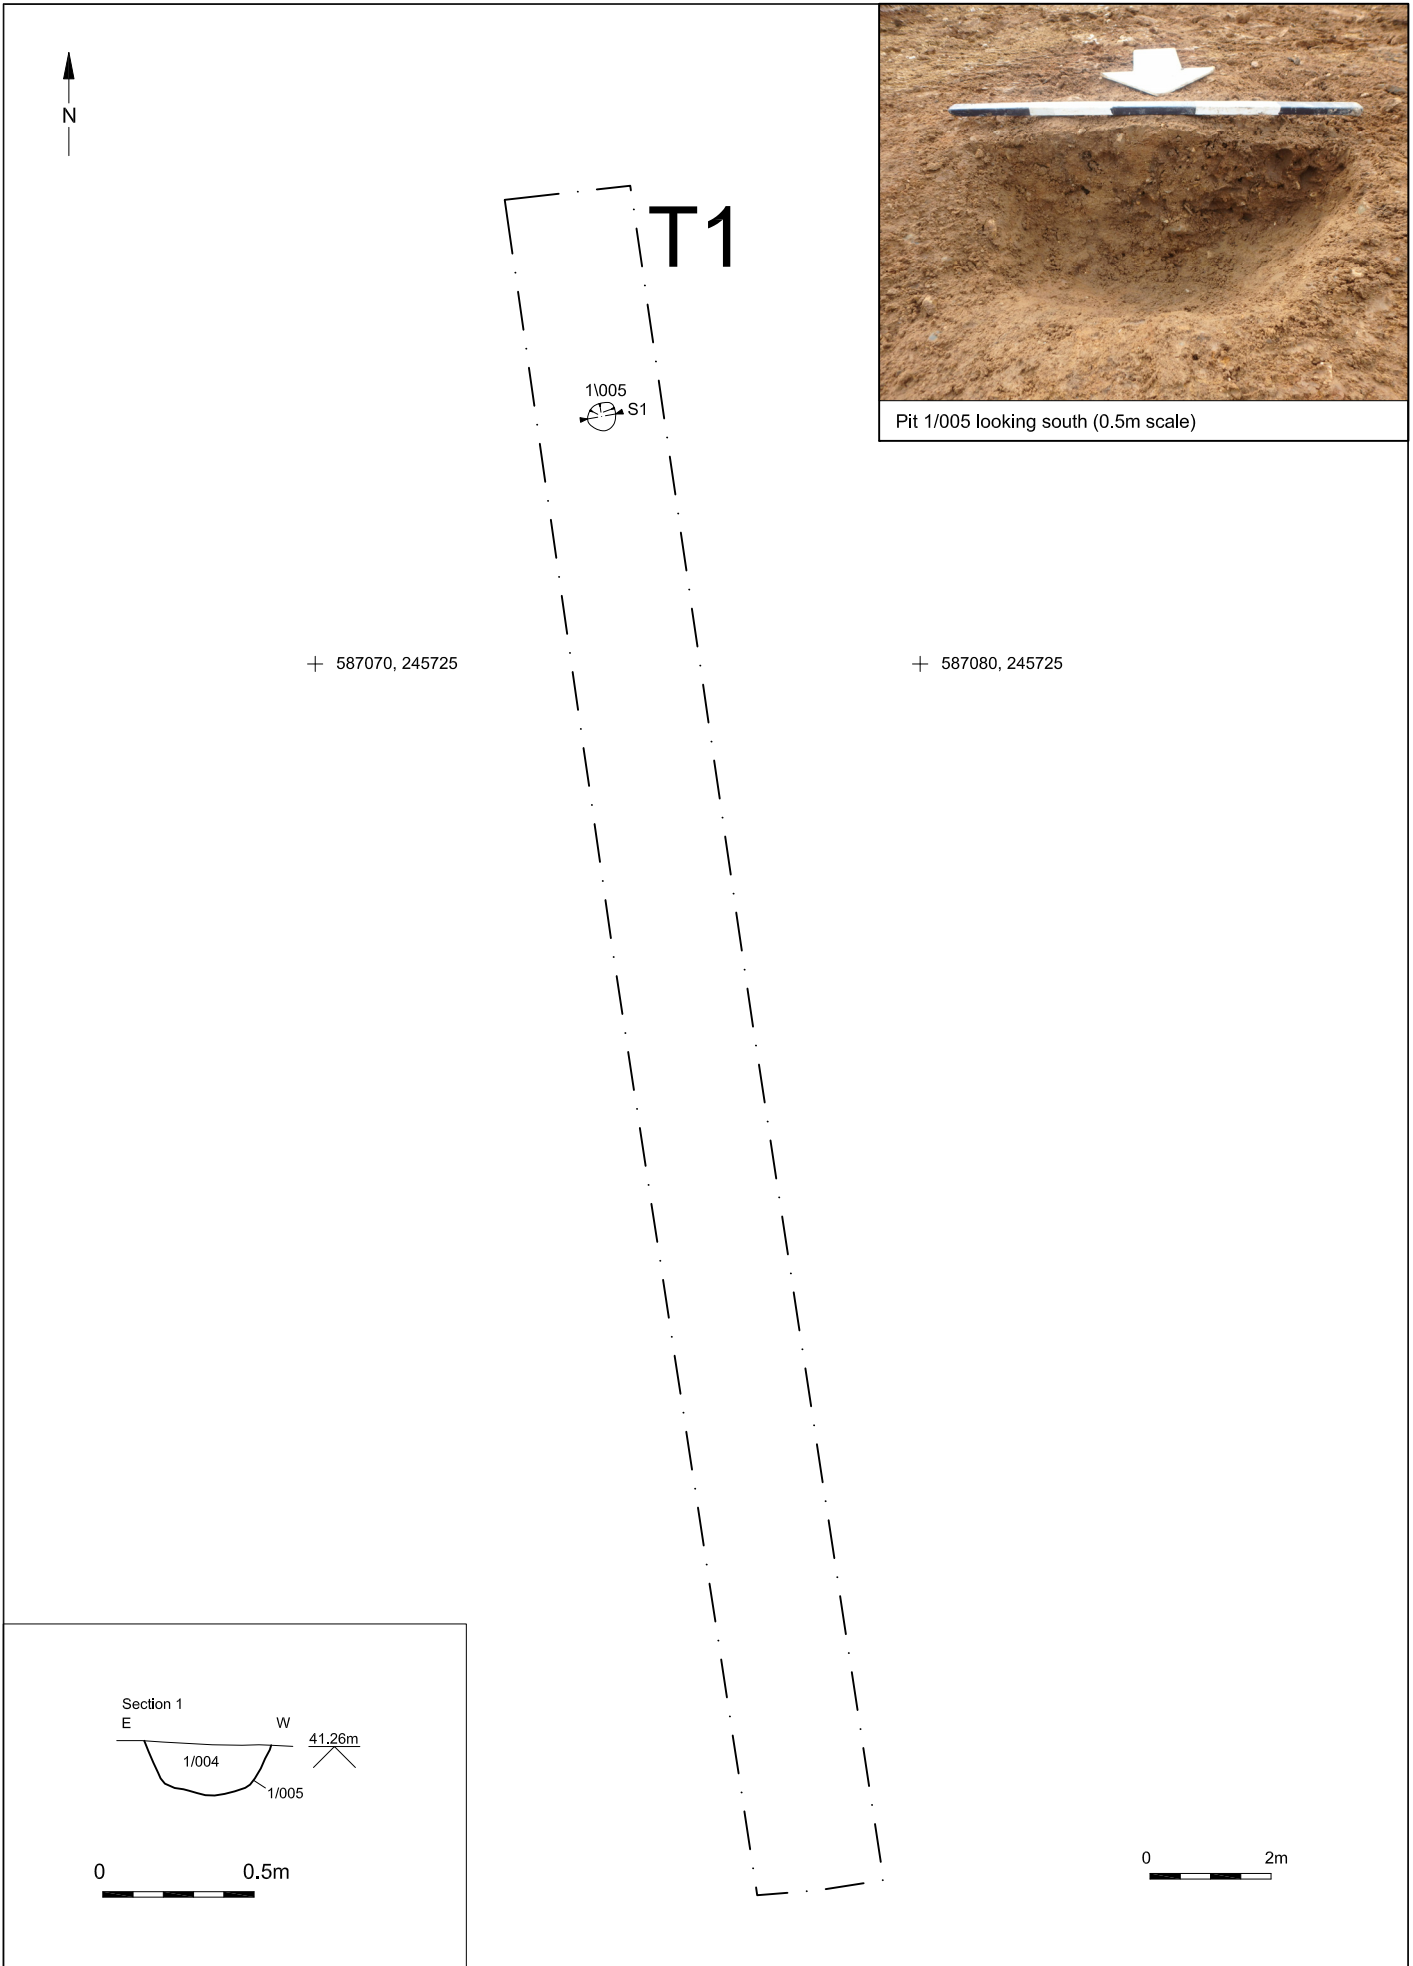 N
T1
Pit 1/005 looking south (0.5m scale)
1\005
S1
587070, 245725
587080, 245725
Section 1
E W
41.26m
1/004
1/005
0 0.5m
0 2m